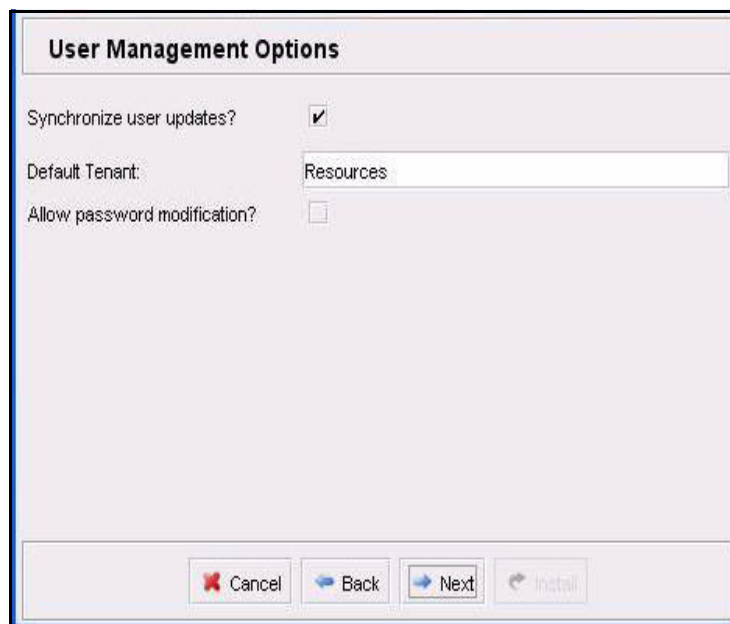 User Management Options
Synchronize user updates?
Default Tenant: Resources
Allow password modification?
Cancel Back Next Install